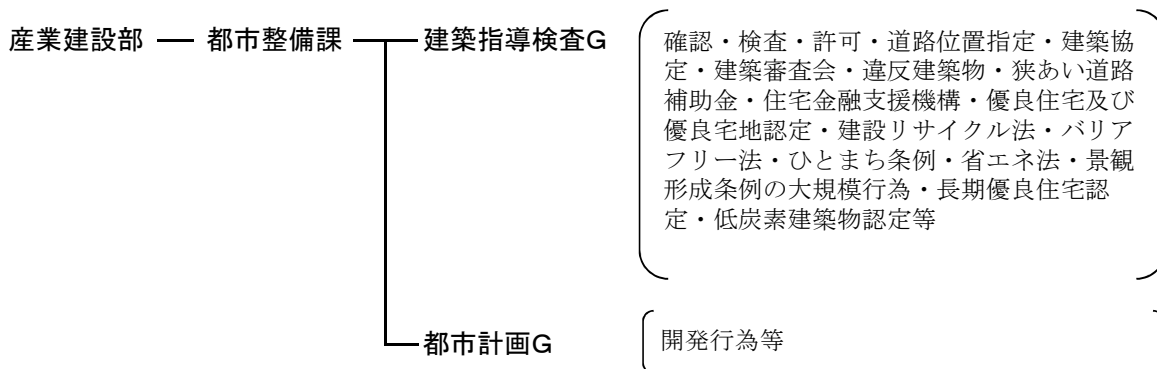 産業建設部 ― 都市整備課 建築指導検査G
確認・検査・許可・道路位置指定・建築協
定・建築審査会・違反建築物・狭あい道路
補助金・住宅金融支援機構・優良住宅及び
優良宅地認定・建設リサイクル法・バリア
フリー法・ひとまち条例・省エネ法・景観
形成条例の大規模行為・長期優良住宅認
定・低炭素建築物認定等
都市計画G
開発行為等